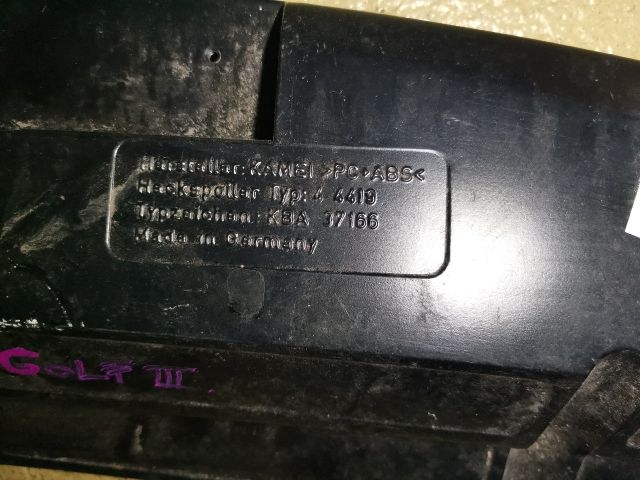 Hersteller: KAMEI >PC+ABS<
Heckspoiler Typ: 4 4419
Typzeichen: KBA 37166
Made in Germany
GOLF III